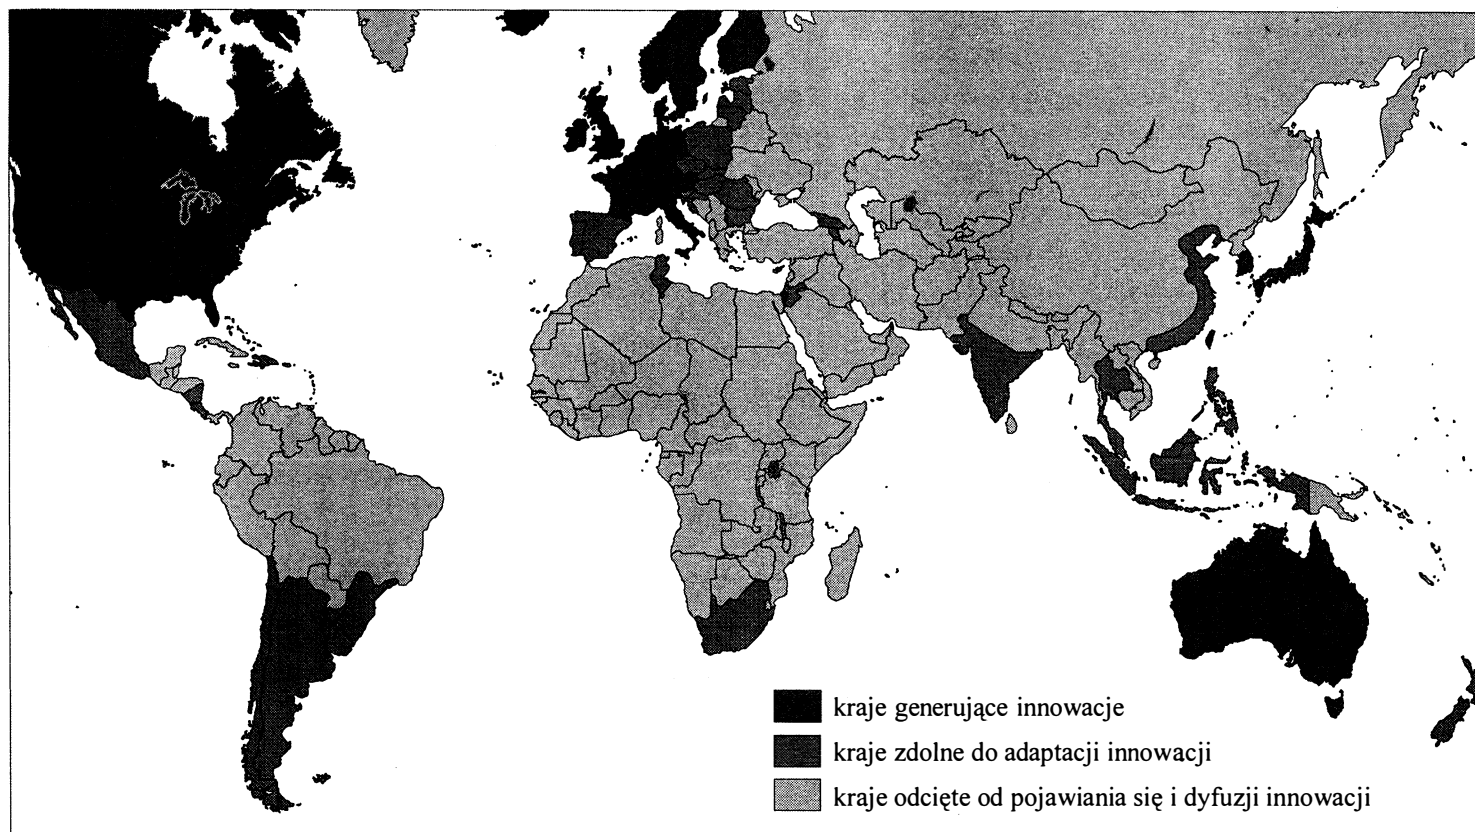 kraje generujące innowacje
kraje zdolne do adaptacji innowacji
kraje odcięte od pojawiania się i dyfuzji innowacji